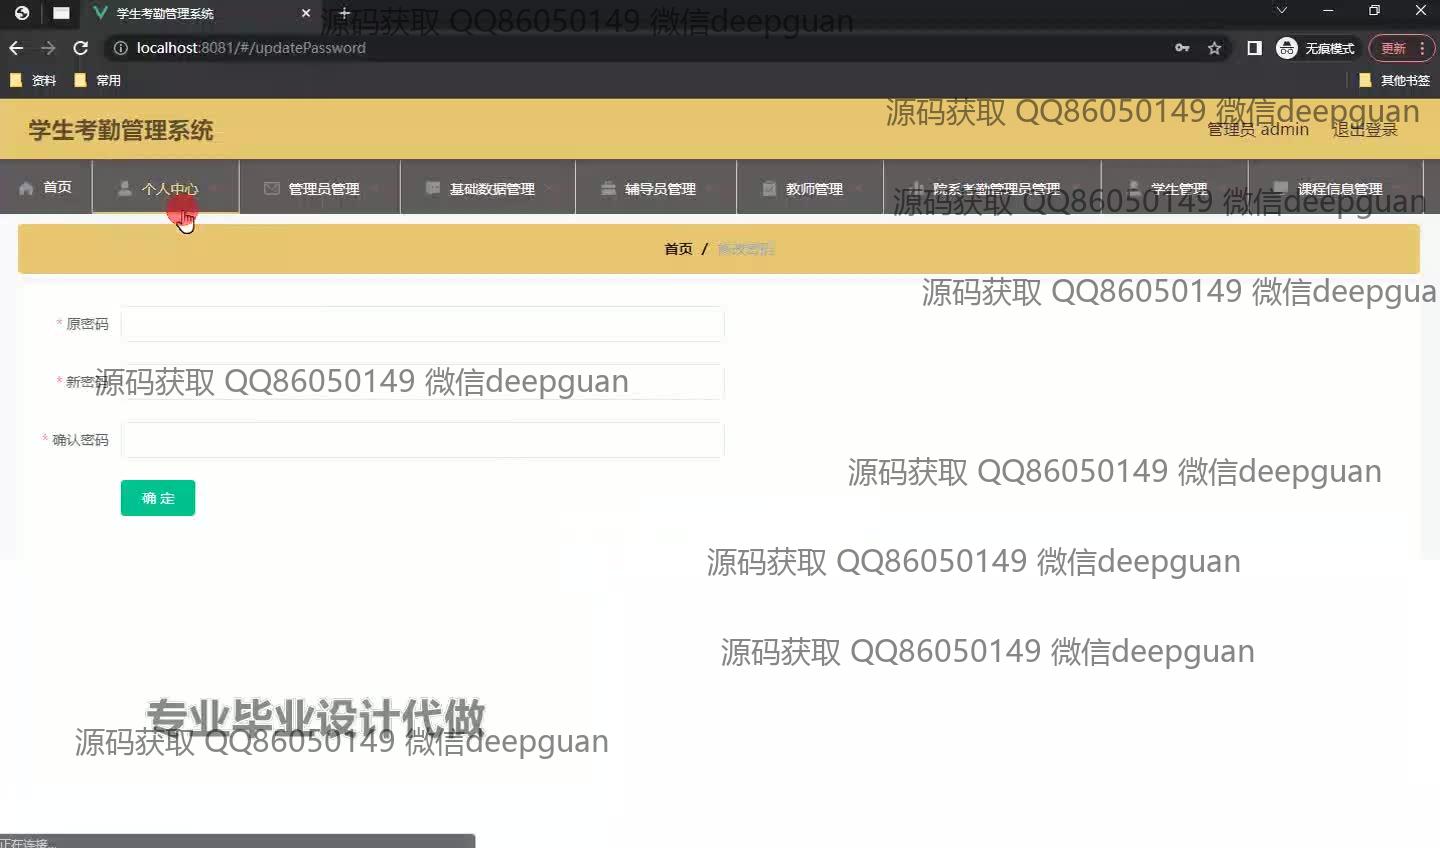 学生考勤管理系统
源码获取 QQ86050149 微信deepguan
localhost:8081/#/updatePassword
无痕模式
更新
资料
常用
其他书签
学生考勤管理系统
源码获取 QQ86050149 微信deepguan
管理员 admin
退出登录
首页
个人中心
管理员管理
基础数据管理
辅导员管理
教师管理
院系考勤管理员管理
学生管理
课程信息管理
源码获取 QQ86050149 微信deepguan
首页 / 修改密码
源码获取 QQ86050149 微信deepgua
* 原密码
* 新密码
源码获取 QQ86050149 微信deepguan
* 确认密码
源码获取 QQ86050149 微信deepguan
确 定
源码获取 QQ86050149 微信deepguan
源码获取 QQ86050149 微信deepguan
专业毕业设计代做
源码获取 QQ86050149 微信deepguan
正在连接...